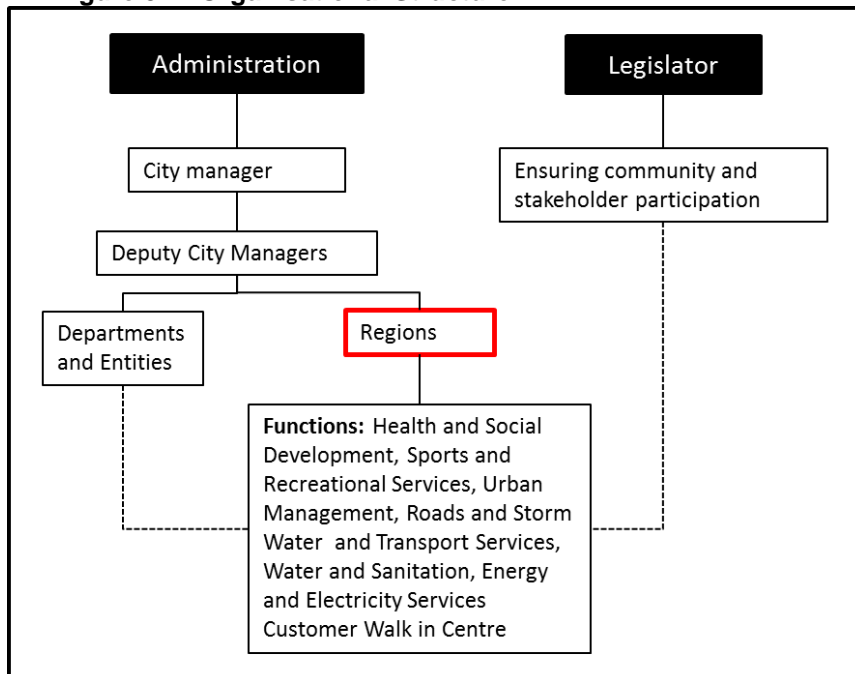 Administration
Legislator
City manager
Ensuring community and
stakeholder participation
Deputy City Managers
Departments
and Entities
Regions
Functions: Health and Social
Development, Sports and
Recreational Services, Urban
Management, Roads and Storm
Water and Transport Services,
Water and Sanitation, Energy
and Electricity Services
Customer Walk in Centre